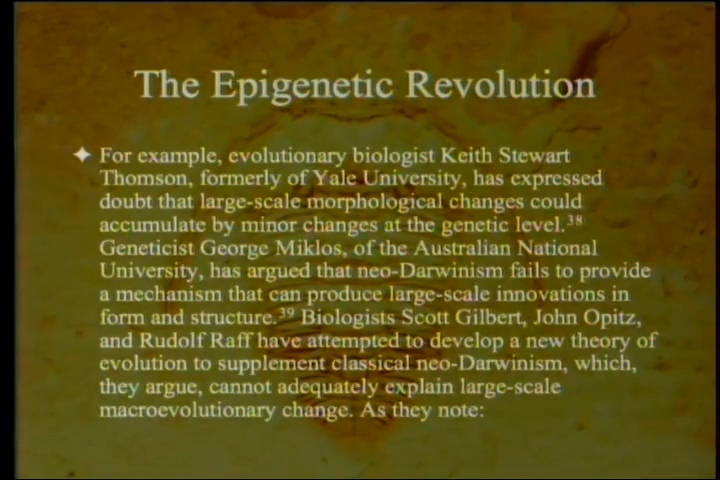 The Epigenetic Revolution
✦ For example, evolutionary biologist Keith Stewart
Thomson, formerly of Yale University, has expressed
doubt that large-scale morphological changes could
accumulate by minor changes at the genetic level.³⁸
Geneticist George Miklos, of the Australian National
University, has argued that neo-Darwinism fails to provide
a mechanism that can produce large-scale innovations in
form and structure.³⁹ Biologists Scott Gilbert, John Opitz,
and Rudolf Raff have attempted to develop a new theory of
evolution to supplement classical neo-Darwinism, which,
they argue, cannot adequately explain large-scale
macroevolutionary change. As they note: